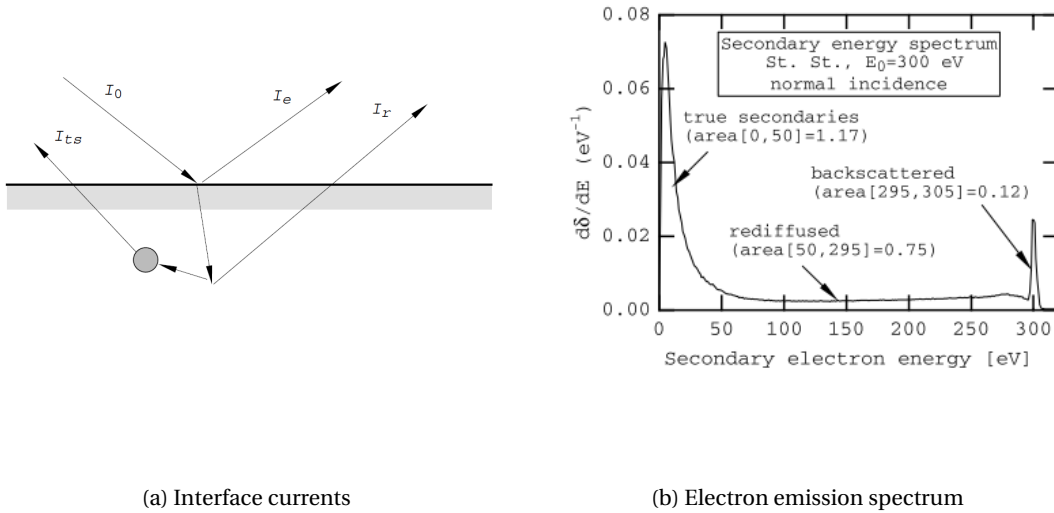 I0
Ie
Ir
Its
0.08
0.06
0.04
0.02
0.00
dδ/dE (eV⁻¹)
Secondary energy spectrum
St. St., E₀=300 eV
normal incidence
true secondaries
(area[0,50]=1.17)
backscattered
(area[295,305]=0.12)
rediffused
(area[50,295]=0.75)
0 50 100 150 200 250 300
Secondary electron energy [eV]
(a) Interface currents
(b) Electron emission spectrum